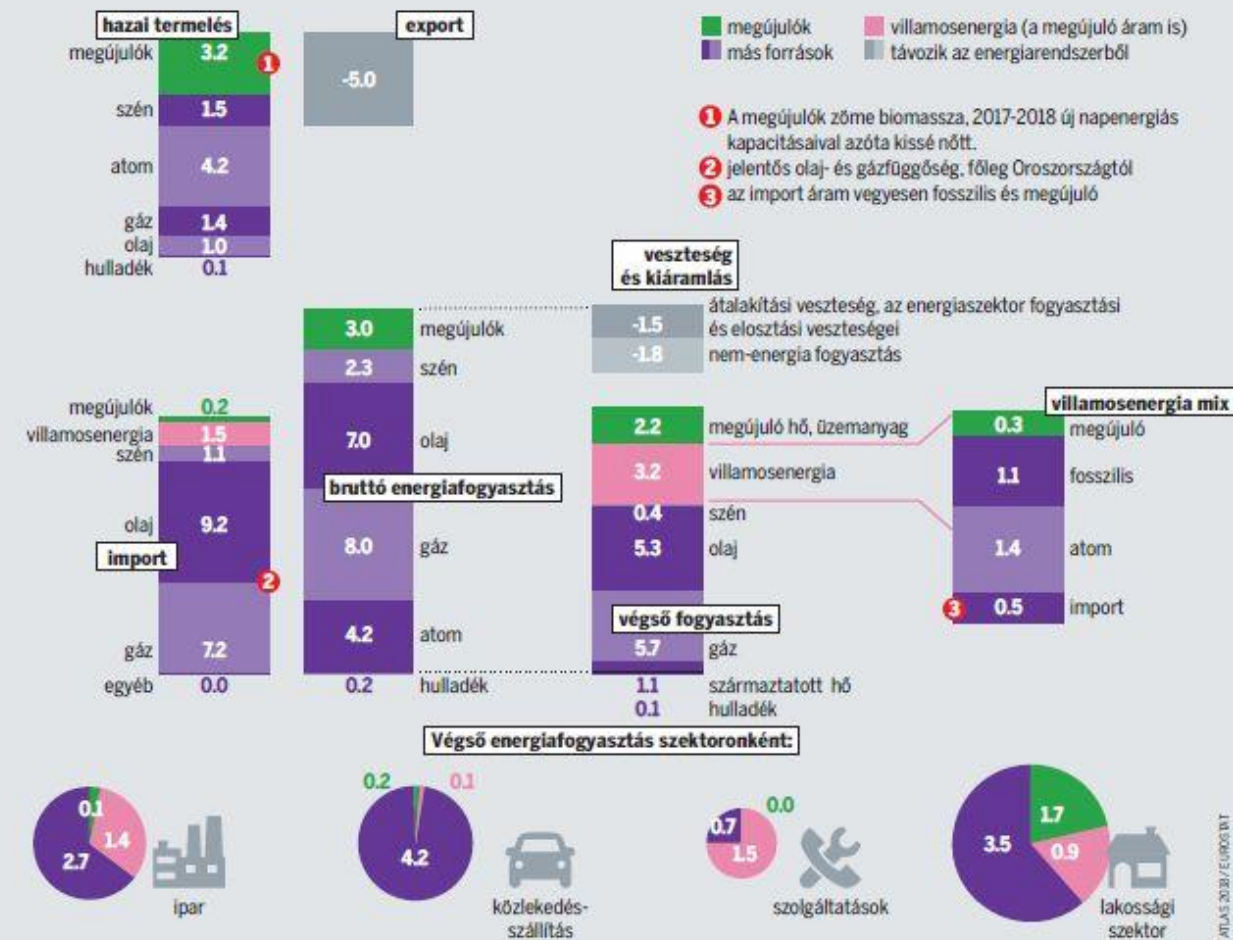 hazai termelés
megújulók 3.2
1
szén 1.5
atom 4.2
gáz 1.4
olaj 1.0
hulladék 0.1
export
-5.0
megújulók
villamosenergia (a megújuló áram is)
más források
távozik az energiarendszerből
1 A megújulók zöme biomassza, 2017-2018 új napenergiás
kapacitásaival azóta kissé nőtt.
2 jelentős olaj- és gázfüggőség, főleg Oroszországtól
3 az import áram vegyesen fosszilis és megújuló
megújulók 0.2
villamosenergia 1.5
szén 1.1
olaj 9.2
import
2
gáz 7.2
egyéb 0.0
3.0 megújulók
2.3 szén
7.0 olaj
bruttó energiafogyasztás
8.0 gáz
4.2 atom
0.2 hulladék
veszteség
és kiáramlás
átalakítási veszteség, az energiaszektor fogyasztási
-1.5 és elosztási veszteségei
-1.8 nem-energia fogyasztás
2.2 megújuló hő, üzemanyag
3.2 villamosenergia
0.4 szén
5.3 olaj
végső fogyasztás
5.7 gáz
1.1 származtatott hő
0.1 hulladék
villamosenergia mix
0.3 megújuló
1.1 fosszilis
1.4 atom
3 0.5 import
Végső energiafogyasztás szektoronként:
0.1
1.4
2.7
ipar
0.2
0.1
4.2
közlekedés-
szállítás
0.0
0.7
1.5
szolgáltatások
1.7
3.5
0.9
lakossági
szektor
ATLAS 2018 / EUROSTAT